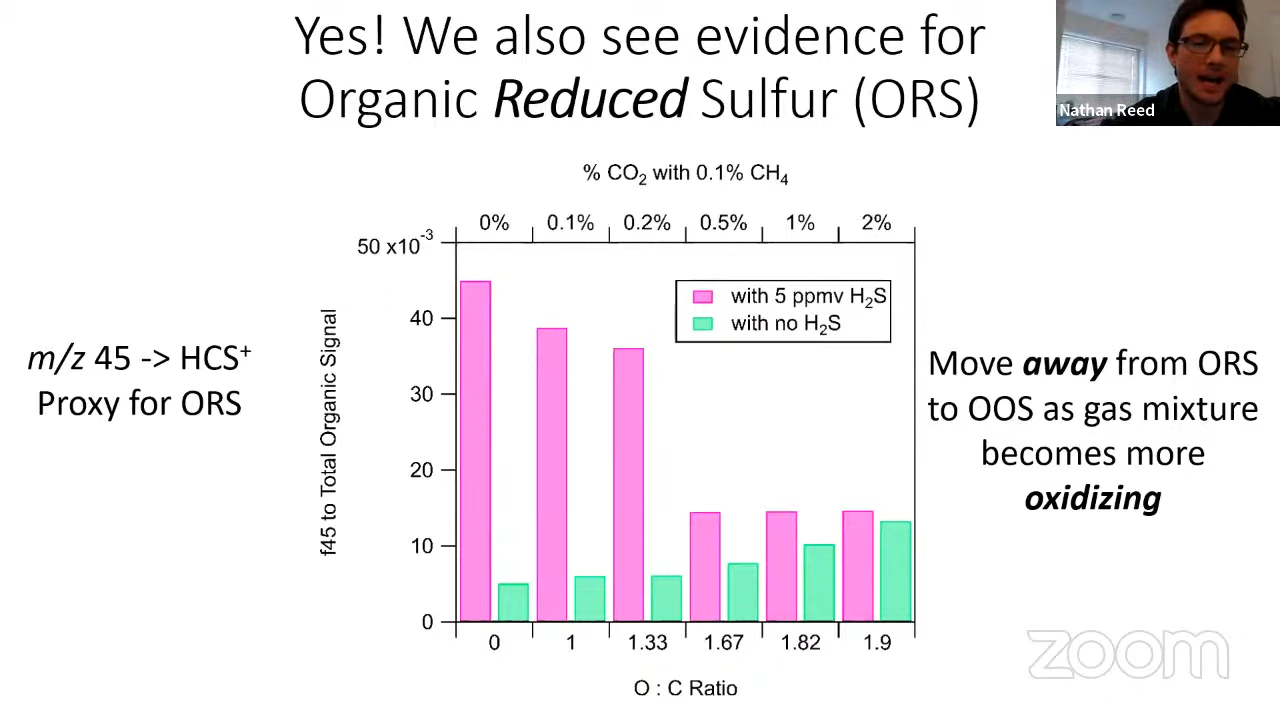 Yes! We also see evidence for
Organic Reduced Sulfur (ORS)
Nathan Reed
% CO₂ with 0.1% CH₄
0% 0.1% 0.2% 0.5% 1% 2%
50 x10⁻³
40
30
20
10
0
f45 to Total Organic Signal
with 5 ppmv H₂S
with no H₂S
0 1 1.33 1.67 1.82 1.9
O : C Ratio
m/z 45 -> HCS⁺
Proxy for ORS
Move away from ORS
to OOS as gas mixture
becomes more
oxidizing
zoom